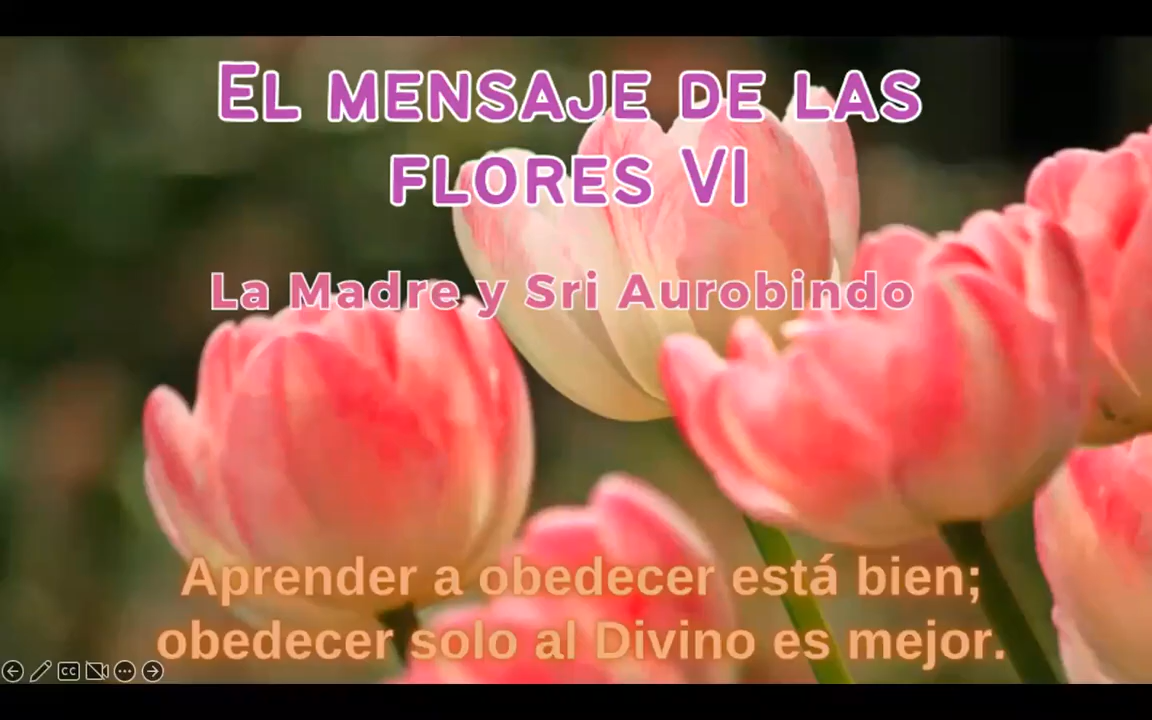 El mensaje de las
flores VI
La Madre y Sri Aurobindo
Aprender a obedecer está bien;
obedecer solo al Divino es mejor.
CC